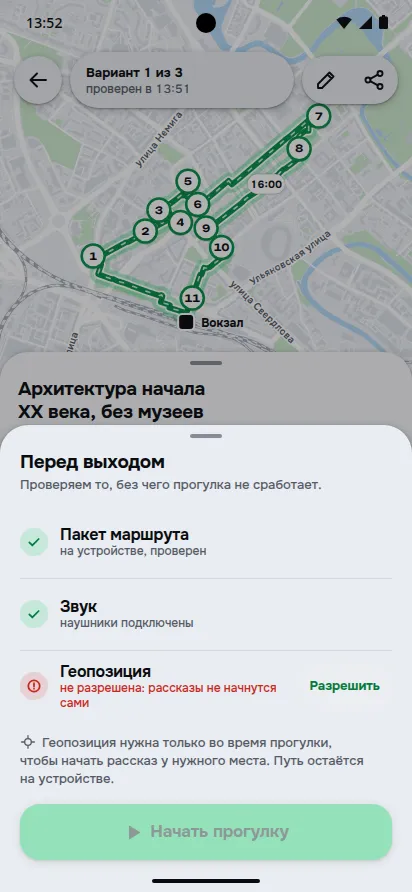 13:52
Вариант 1 из 3
проверен в 13:51
улица Немига
7
8
16:00
5
3
6
4
2
9
10
1
Ульяновская улица
улица Свердлова
11
Вокзал
лица
Архитектура начала
XX века, без музеев
Перед выходом
Проверяем то, без чего прогулка не сработает.
Пакет маршрута
на устройстве, проверен
Звук
наушники подключены
Геопозиция
не разрешена: рассказы не начнутся
сами
Разрешить
Геопозиция нужна только во время прогулки,
чтобы начать рассказ у нужного места. Путь остаётся
на устройстве.
Начать прогулку